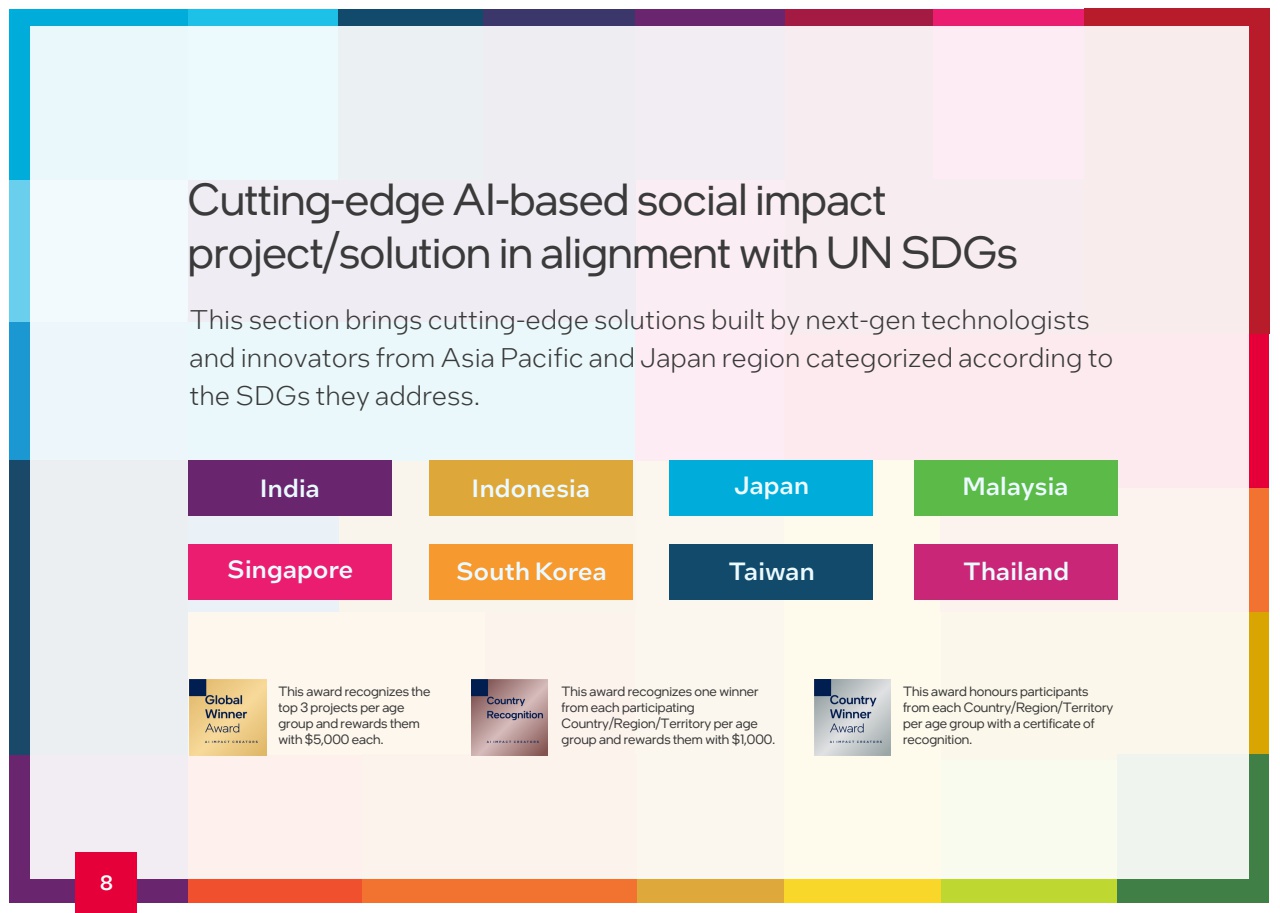 Cutting-edge AI-based social impact
project/solution in alignment with UN SDGs
This section brings cutting-edge solutions built by next-gen technologists
and innovators from Asia Pacific and Japan region categorized according to
the SDGs they address.
India
Indonesia
Japan
Malaysia
Singapore
South Korea
Taiwan
Thailand
Global
Winner
Award
AI IMPACT CREATORS
This award recognizes the
top 3 projects per age
group and rewards them
with $5,000 each.
Country
Recognition
AI IMPACT CREATORS
This award recognizes one winner
from each participating
Country/Region/Territory per age
group and rewards them with $1,000.
Country
Winner
Award
AI IMPACT CREATORS
This award honours participants
from each Country/Region/Territory
per age group with a certificate of
recognition.
8